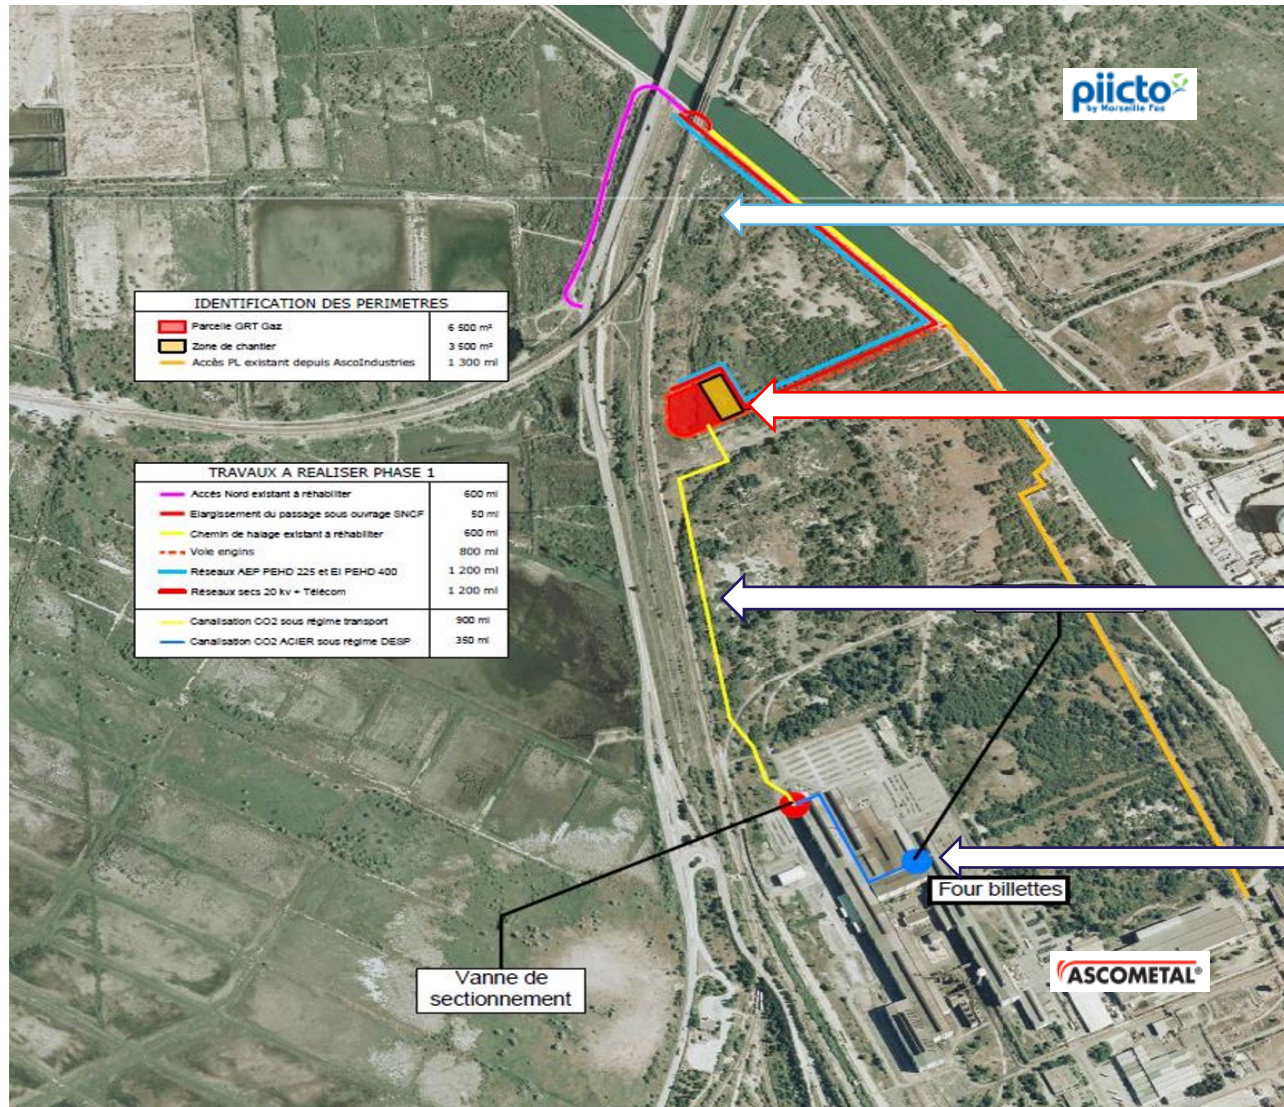 piicto
by Marseille Fos
IDENTIFICATION DES PERIMETRES
Parcelle GRT Gaz 6 500 m²
Zone de chantier 3 500 m²
Accès PL existant depuis AscoIndustries 1 300 ml
TRAVAUX A REALISER PHASE 1
Accès Nord existant à réhabiliter 600 ml
Elargissement du passage sous ouvrage SNCF 50 ml
Chemin de halage existant à réhabiliter 600 ml
Voie engins 800 ml
Réseaux AEP PEHD 225 et EI PEHD 400 1 200 ml
Réseaux secs 20 kv + Télécom 1 200 ml
Canalisation CO2 sous régime transport 900 ml
Canalisation CO2 ACIER sous régime DESP 350 ml
Four billettes
Vanne de
sectionnement
ASCOMETAL®